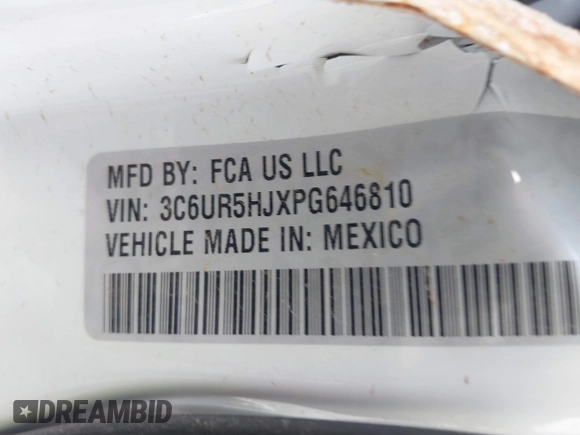 MFD BY: FCA US LLC
VIN: 3C6UR5HJXPG646810
VEHICLE MADE IN: MEXICO
DREAMBID